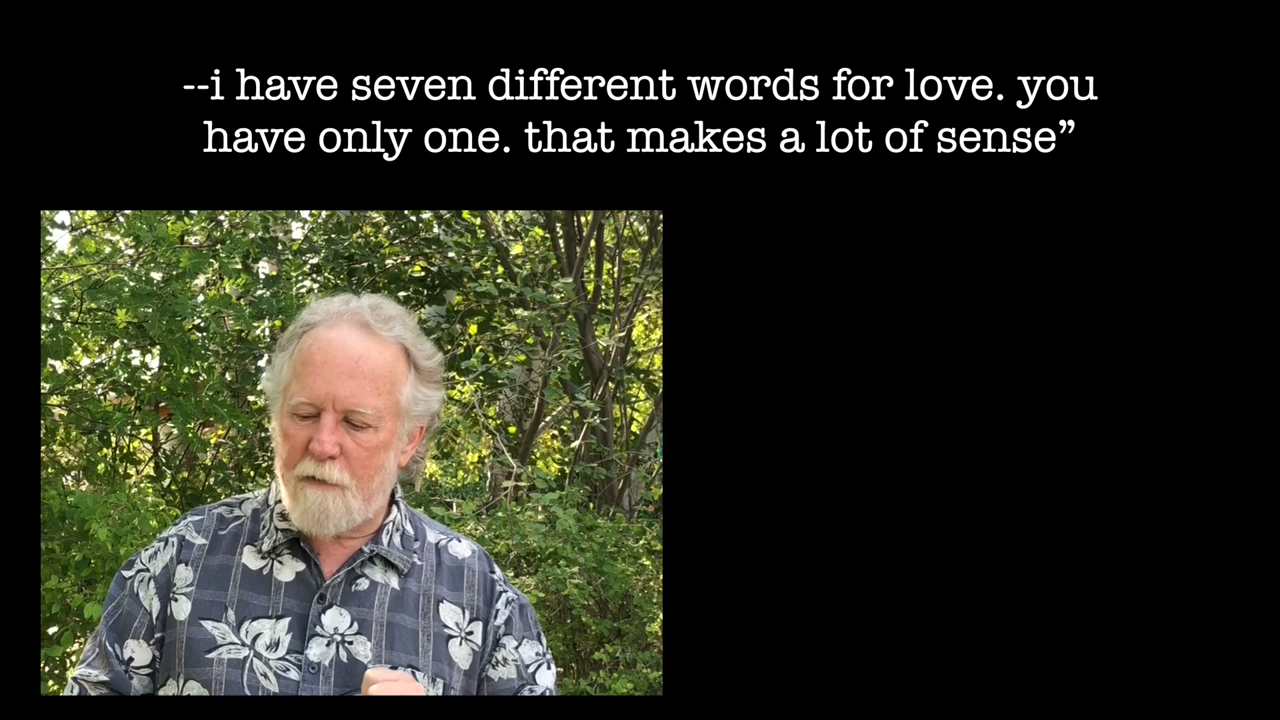 --i have seven different words for love. you
have only one. that makes a lot of sense”